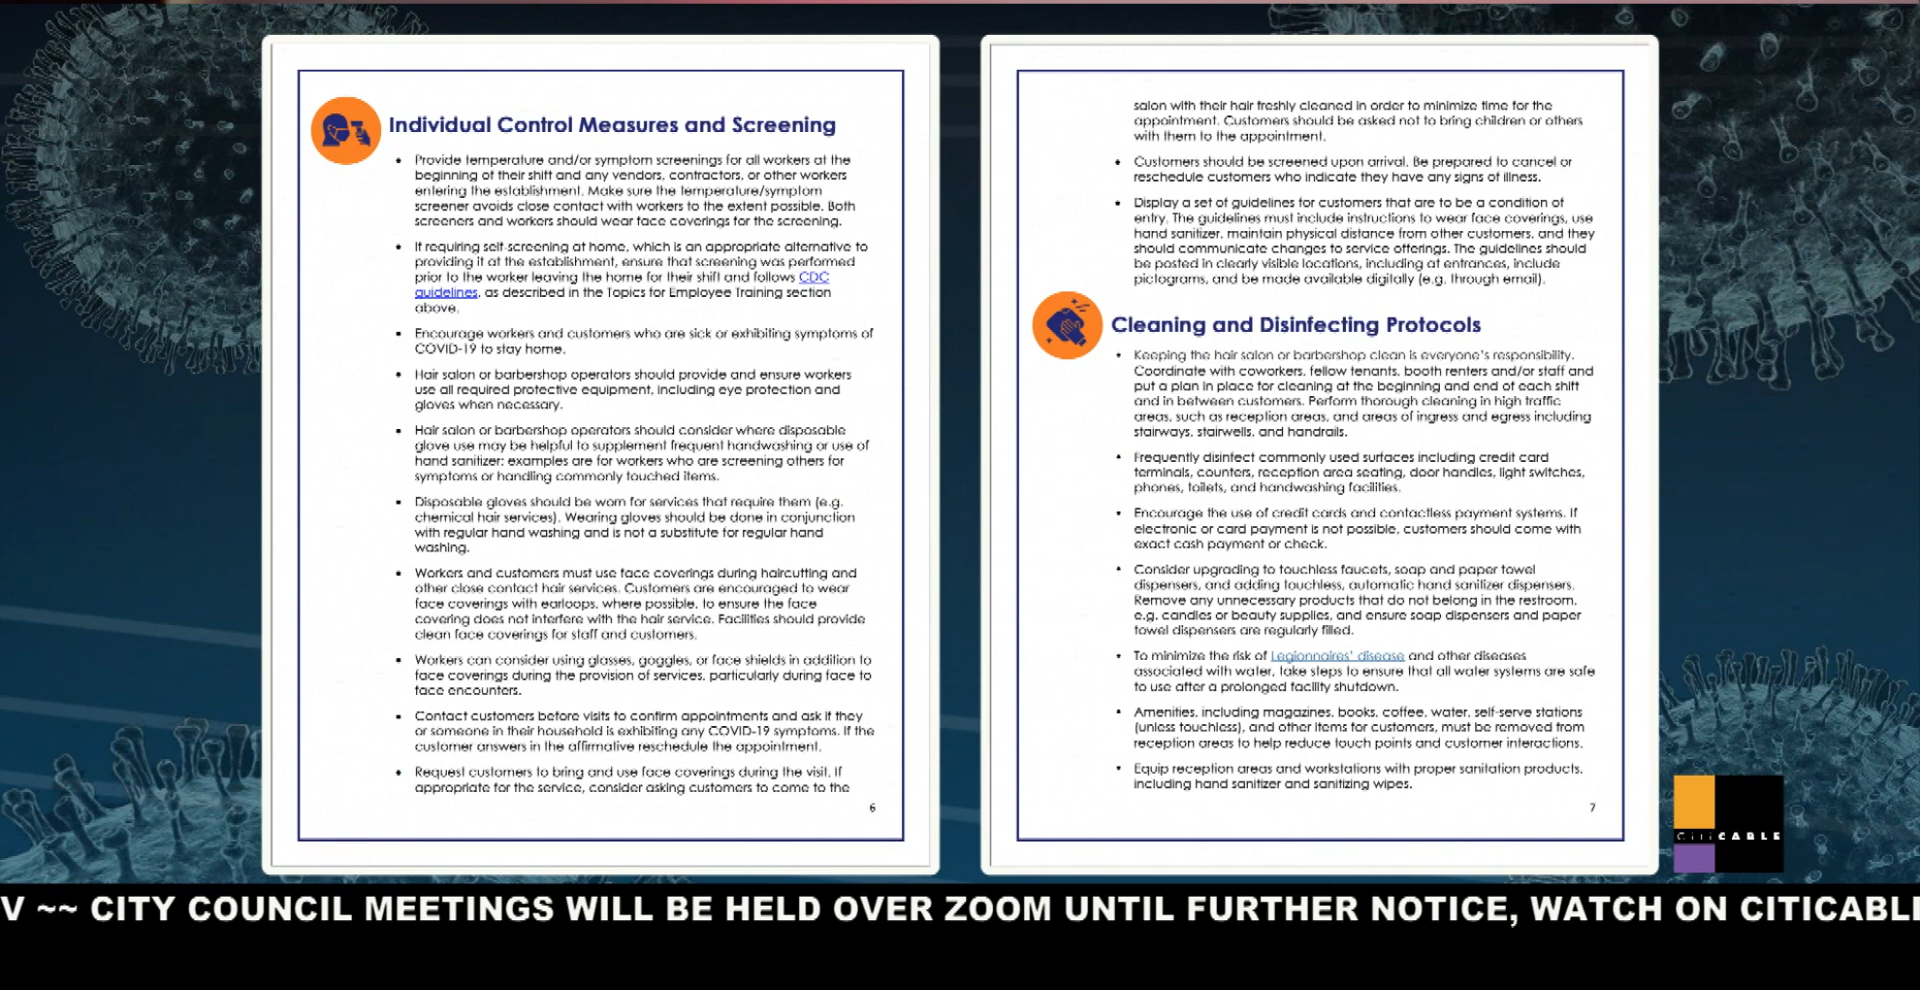 Individual Control Measures and Screening
• Provide temperature and/or symptom screenings for all workers at the
beginning of their shift and any vendors, contractors, or other workers
entering the establishment. Make sure the temperature/symptom
screener avoids close contact with workers to the extent possible. Both
screeners and workers should wear face coverings for the screening.
• If requiring self-screening at home, which is an appropriate alternative to
providing it at the establishment, ensure that screening was performed
prior to the worker leaving the home for their shift and follows CDC
guidelines, as described in the Topics for Employee Training section
above.
• Encourage workers and customers who are sick or exhibiting symptoms of
COVID-19 to stay home.
• Hair salon or barbershop operators should provide and ensure workers
use all required protective equipment, including eye protection and
gloves when necessary.
• Hair salon or barbershop operators should consider where disposable
glove use may be helpful to supplement frequent handwashing or use of
hand sanitizer; examples are for workers who are screening others for
symptoms or handling commonly touched items.
• Disposable gloves should be worn for services that require them (e.g.
chemical hair services). Wearing gloves should be done in conjunction
with regular hand washing and is not a substitute for regular hand
washing.
• Workers and customers must use face coverings during haircutting and
other close contact hair services. Customers are encouraged to wear
face coverings with earloops, where possible, to ensure the face
covering does not interfere with the hair service. Facilities should provide
clean face coverings for staff and customers.
• Workers can consider using glasses, goggles, or face shields in addition to
face coverings during the provision of services, particularly during face to
face encounters.
• Contact customers before visits to confirm appointments and ask if they
or someone in their household is exhibiting any COVID-19 symptoms. If the
customer answers in the affirmative reschedule the appointment.
• Request customers to bring and use face coverings during the visit. If
appropriate for the service, consider asking customers to come to the
6
salon with their hair freshly cleaned in order to minimize time for the
appointment. Customers should be asked not to bring children or others
with them to the appointment.
• Customers should be screened upon arrival. Be prepared to cancel or
reschedule customers who indicate they have any signs of illness.
• Display a set of guidelines for customers that are to be a condition of
entry. The guidelines must include instructions to wear face coverings, use
hand sanitizer, maintain physical distance from other customers, and they
should communicate changes to service offerings. The guidelines should
be posted in clearly visible locations, including at entrances, include
pictograms, and be made available digitally (e.g. through email).
Cleaning and Disinfecting Protocols
• Keeping the hair salon or barbershop clean is everyone's responsibility.
Coordinate with coworkers, fellow tenants, booth renters and/or staff and
put a plan in place for cleaning at the beginning and end of each shift
and in between customers. Perform thorough cleaning in high traffic
areas, such as reception areas, and areas of ingress and egress including
stairways, stairwells, and handrails.
• Frequently disinfect commonly used surfaces including credit card
terminals, counters, reception area seating, door handles, light switches,
phones, toilets, and handwashing facilities.
• Encourage the use of credit cards and contactless payment systems. If
electronic or card payment is not possible, customers should come with
exact cash payment or check.
• Consider upgrading to touchless faucets, soap and paper towel
dispensers, and adding touchless, automatic hand sanitizer dispensers.
Remove any unnecessary products that do not belong in the restroom,
e.g. candles or beauty supplies, and ensure soap dispensers and paper
towel dispensers are regularly filled.
• To minimize the risk of Legionnaires' disease and other diseases
associated with water, take steps to ensure that all water systems are safe
to use after a prolonged facility shutdown.
• Amenities, including magazines, books, coffee, water, self-serve stations
(unless touchless), and other items for customers, must be removed from
reception areas to help reduce touch points and customer interactions.
• Equip reception areas and workstations with proper sanitation products,
including hand sanitizer and sanitizing wipes.
7
CitiCABLE
V ~~ CITY COUNCIL MEETINGS WILL BE HELD OVER ZOOM UNTIL FURTHER NOTICE, WATCH ON CITICABL